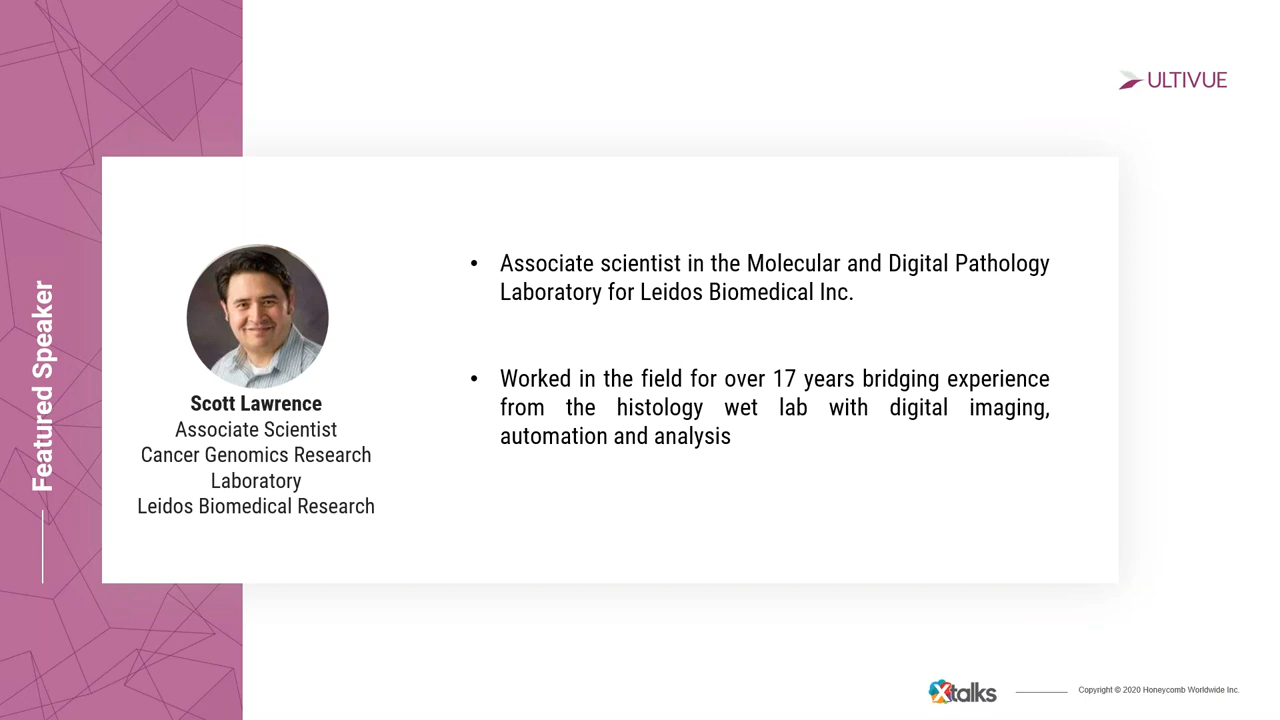 ULTIVUE
Featured Speaker
Scott Lawrence
Associate Scientist
Cancer Genomics Research
Laboratory
Leidos Biomedical Research
• Associate scientist in the Molecular and Digital Pathology
Laboratory for Leidos Biomedical Inc.
• Worked in the field for over 17 years bridging experience
from the histology wet lab with digital imaging,
automation and analysis
Xtalks
Copyright © 2020 Honeycomb Worldwide Inc.